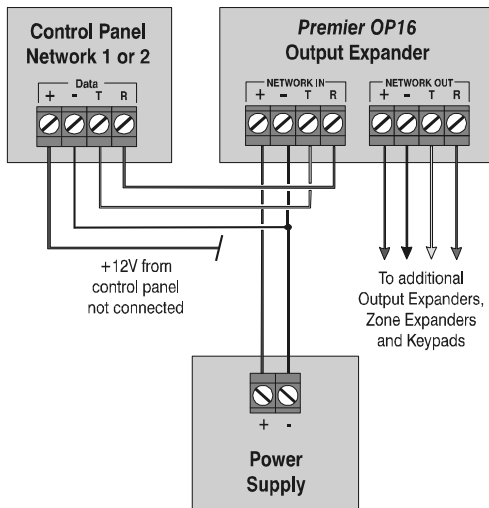 Control Panel
Network 1 or 2
Data
+ - T R
Premier OP16
Output Expander
NETWORK IN
+ - T R
NETWORK OUT
+ - T R
+12V from
control panel
not connected
To additional
Output Expanders,
Zone Expanders
and Keypads
+ -
Power
Supply